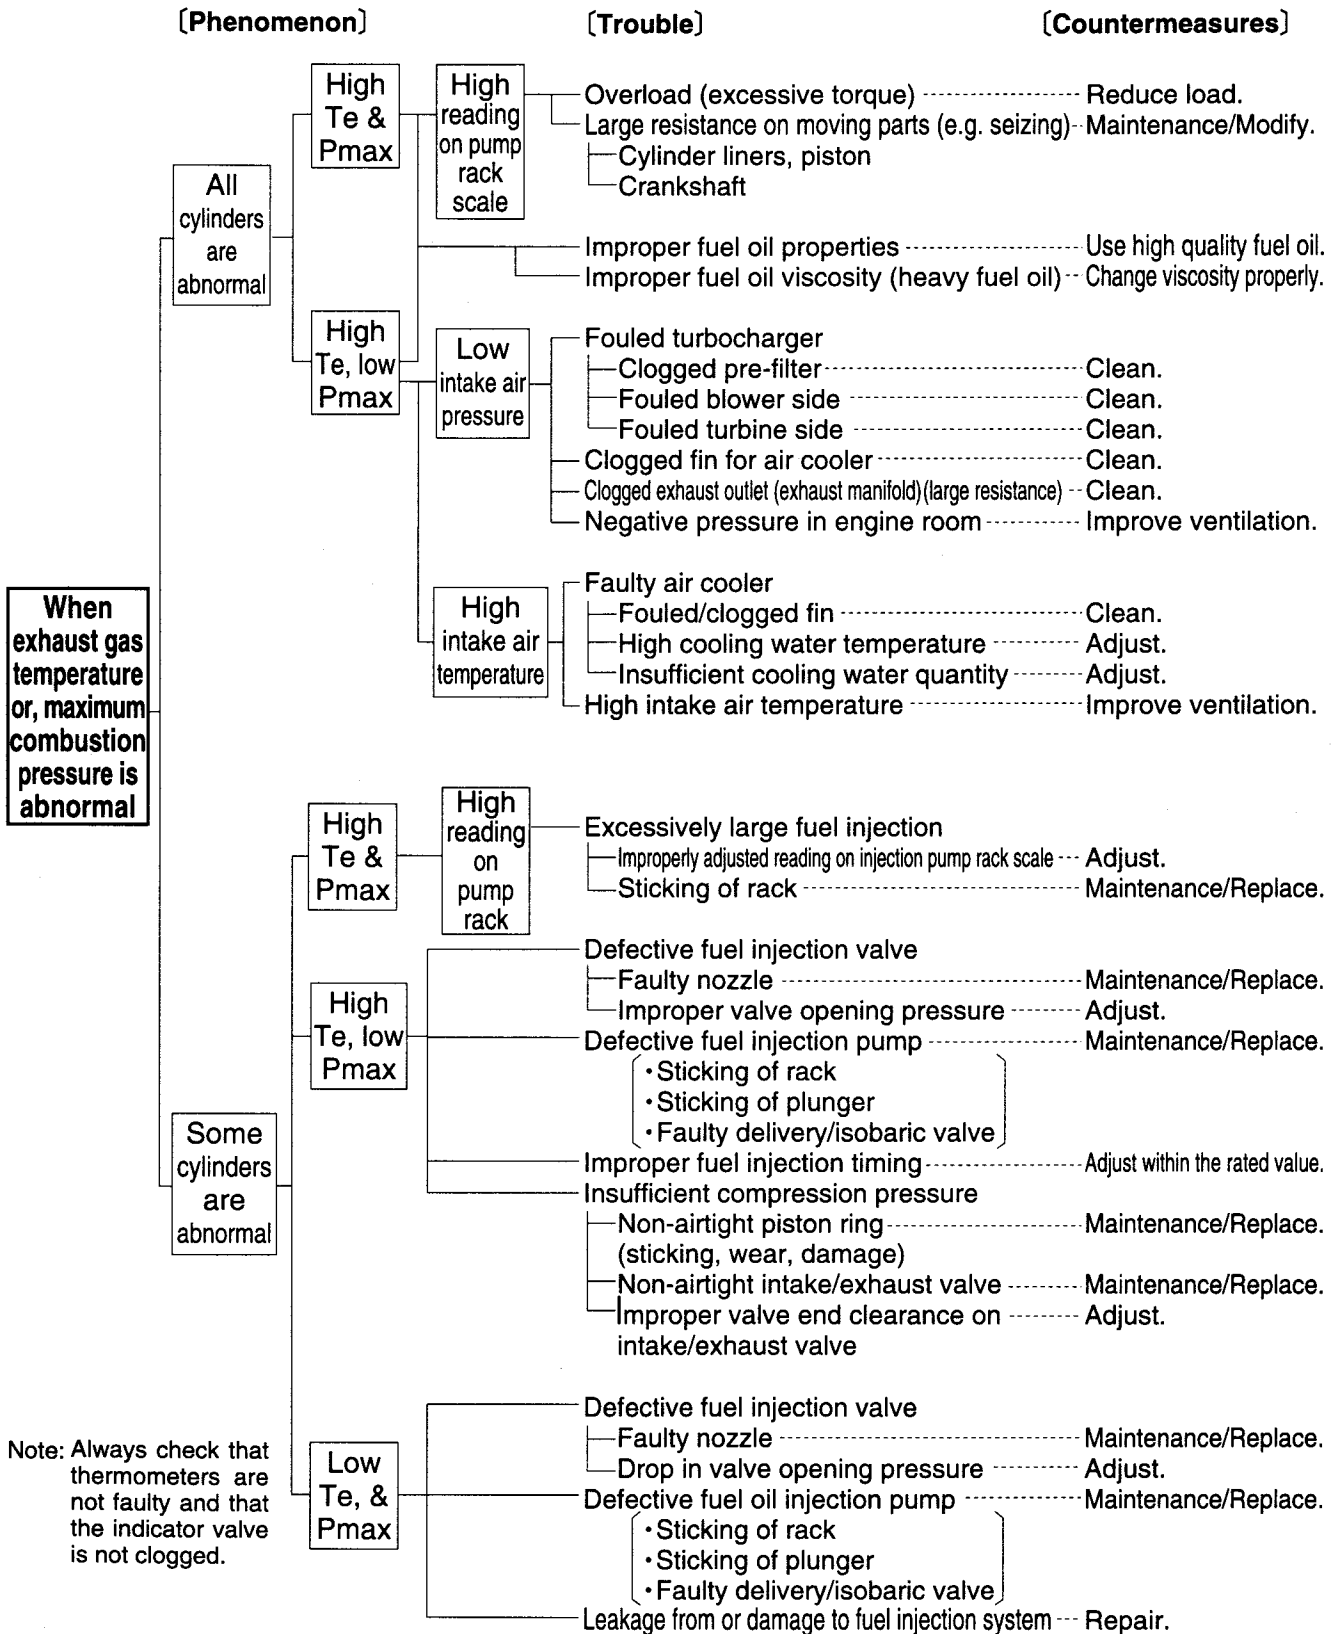 〔Phenomenon〕 〔Trouble〕 〔Countermeasures〕
When
exhaust gas
temperature
or, maximum
combustion
pressure is
abnormal
All
cylinders
are
abnormal
High
Te &
Pmax
High
reading
on pump
rack
scale
Overload (excessive torque) Reduce load.
Large resistance on moving parts (e.g. seizing) Maintenance/Modify.
Cylinder liners, piston
Crankshaft
Improper fuel oil properties Use high quality fuel oil.
Improper fuel oil viscosity (heavy fuel oil) Change viscosity properly.
High
Te, low
Pmax
Low
intake air
pressure
Fouled turbocharger
Clogged pre-filter Clean.
Fouled blower side Clean.
Fouled turbine side Clean.
Clogged fin for air cooler Clean.
Clogged exhaust outlet (exhaust manifold)(large resistance) Clean.
Negative pressure in engine room Improve ventilation.
High
intake air
temperature
Faulty air cooler
Fouled/clogged fin Clean.
High cooling water temperature Adjust.
Insufficient cooling water quantity Adjust.
High intake air temperature Improve ventilation.
Some
cylinders
are
abnormal
High
Te &
Pmax
High
reading
on
pump
rack
Excessively large fuel injection
Improperly adjusted reading on injection pump rack scale Adjust.
Sticking of rack Maintenance/Replace.
High
Te, low
Pmax
Defective fuel injection valve
Faulty nozzle Maintenance/Replace.
Improper valve opening pressure Adjust.
Defective fuel injection pump Maintenance/Replace.
・Sticking of rack
・Sticking of plunger
・Faulty delivery/isobaric valve
Improper fuel injection timing Adjust within the rated value.
Insufficient compression pressure
Non-airtight piston ring Maintenance/Replace.
(sticking, wear, damage)
Non-airtight intake/exhaust valve Maintenance/Replace.
Improper valve end clearance on Adjust.
intake/exhaust valve
Low
Te, &
Pmax
Defective fuel injection valve
Faulty nozzle Maintenance/Replace.
Drop in valve opening pressure Adjust.
Defective fuel oil injection pump Maintenance/Replace.
・Sticking of rack
・Sticking of plunger
・Faulty delivery/isobaric valve
Leakage from or damage to fuel injection system Repair.
Note: Always check that
thermometers are
not faulty and that
the indicator valve
is not clogged.